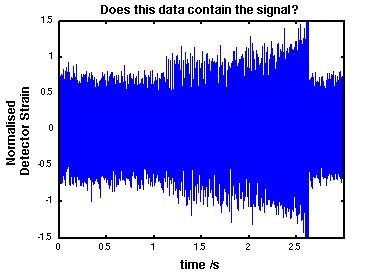 Does this data contain the signal?
1.5
1
0.5
0
-0.5
-1
-1.5
Normalised
Detector Strain
0 0.5 1 1.5 2 2.5
time /s